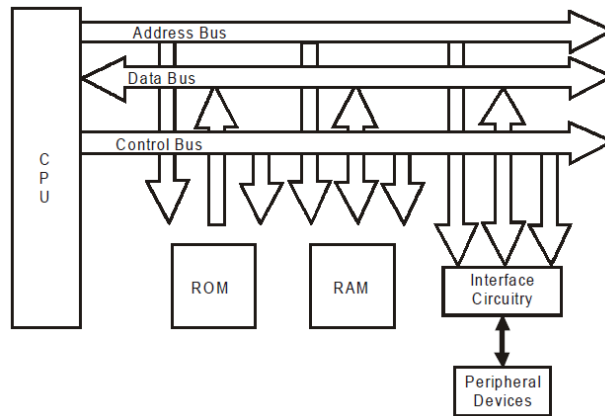 Address Bus
Data Bus
Control Bus
C
P
U
ROM
RAM
Interface
Circuitry
Peripheral
Devices